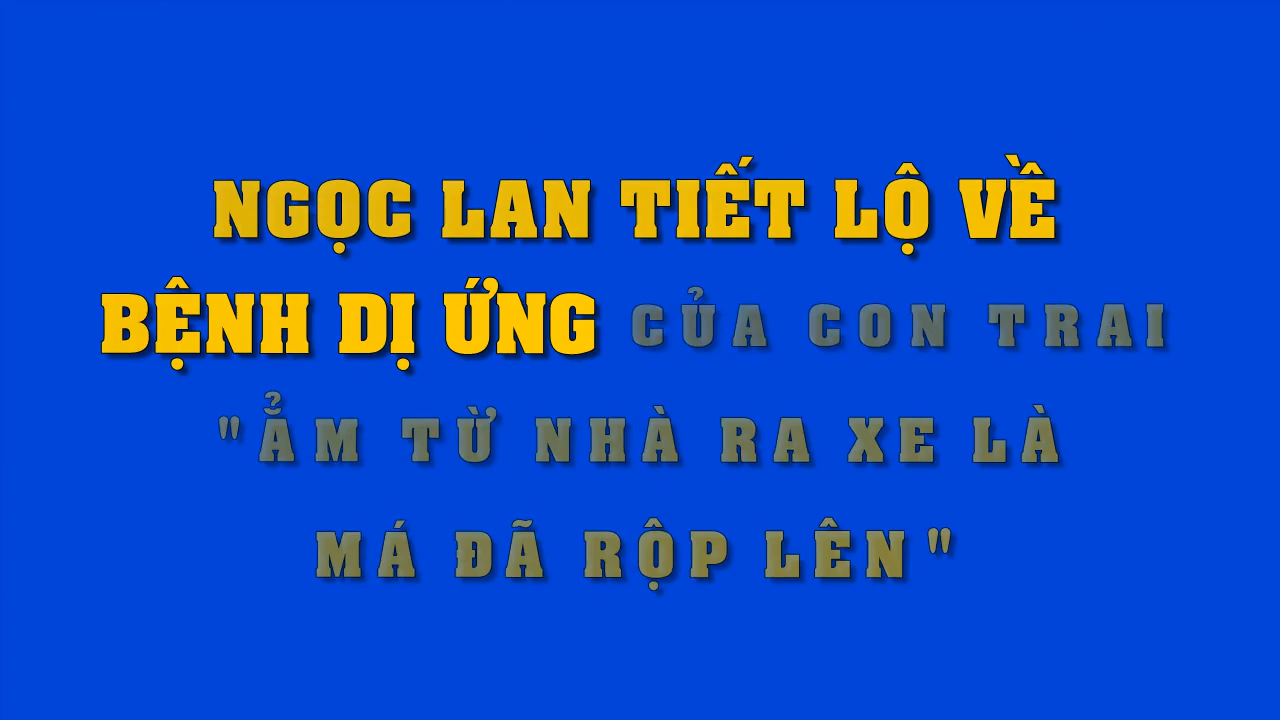 NGỌC LAN TIẾT LỘ VỀ
BỆNH DỊ ỨNG CỦA CON TRAI
"ẲM TỪ NHÀ RA XE LÀ
MÁ ĐÃ RỘP LÊN"